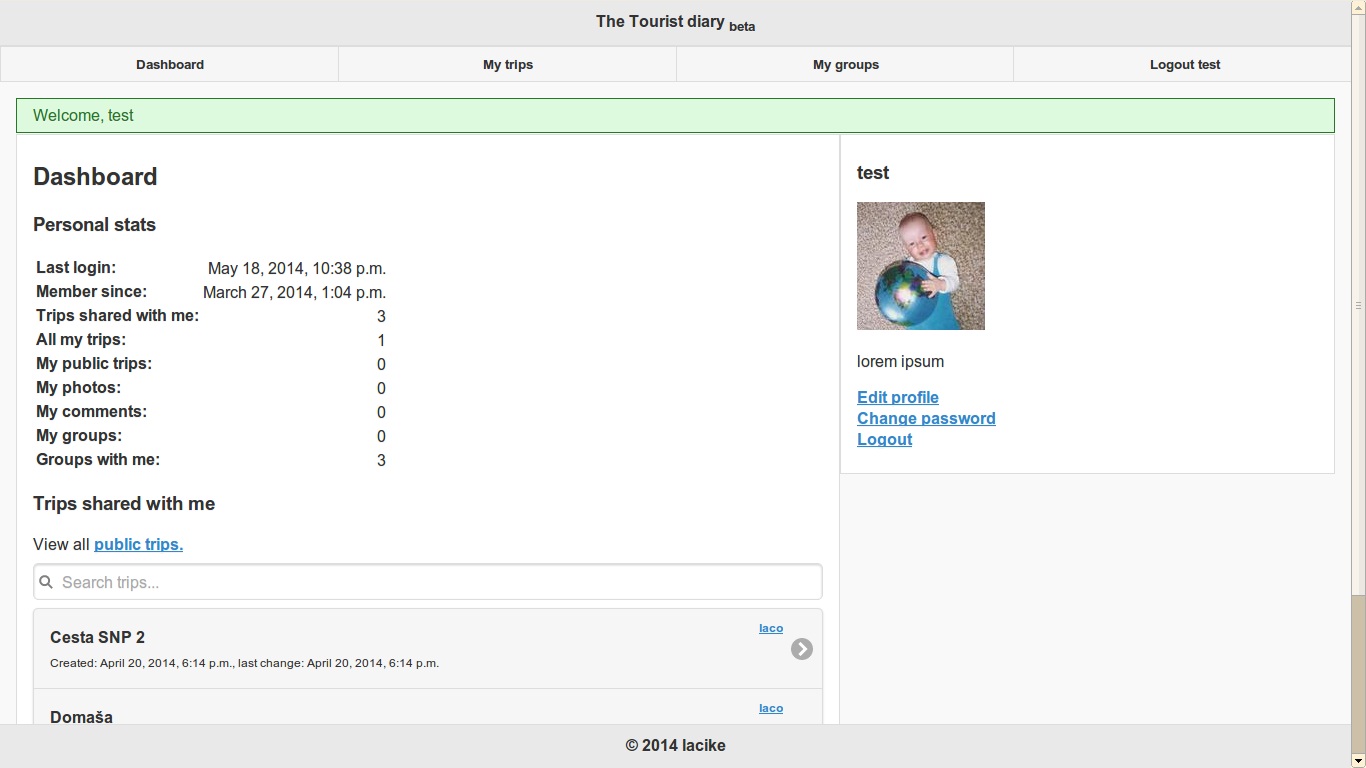 The Tourist diary beta
Dashboard My trips My groups Logout test
Welcome, test
Dashboard
Personal stats
Last login: May 18, 2014, 10:38 p.m.
Member since: March 27, 2014, 1:04 p.m.
Trips shared with me: 3
All my trips: 1
My public trips: 0
My photos: 0
My comments: 0
My groups: 0
Groups with me: 3
Trips shared with me
View all public trips.
Search trips...
Cesta SNP 2 laco
Created: April 20, 2014, 6:14 p.m., last change: April 20, 2014, 6:14 p.m.
Domaša laco
test
lorem ipsum
Edit profile
Change password
Logout
© 2014 lacike